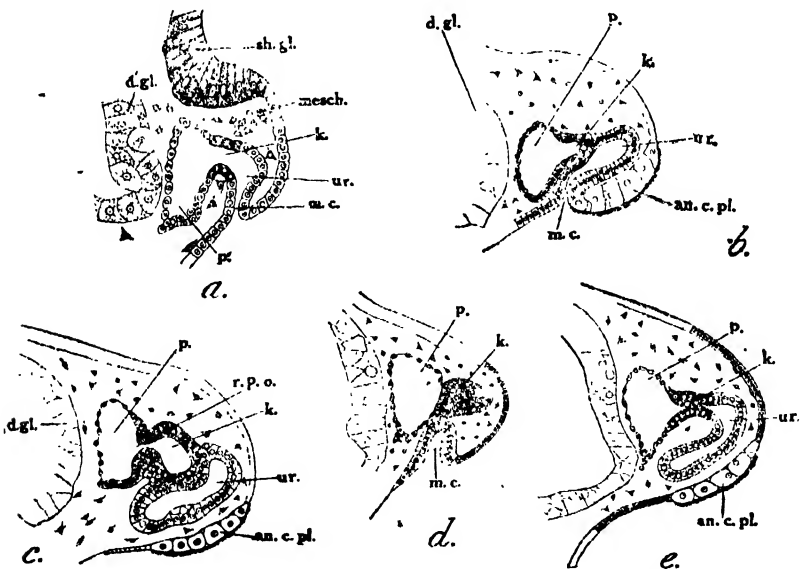 sh. gl.
d. gl.
mesch.
k.
ur.
m. c.
p.
a.
d. gl.
p.
k.
ur.
an. c. pl.
m. c.
b.
p.
r. p. o.
k.
d. gl.
ur.
an. c. pl.
c.
p.
k.
m. c.
d.
p.
k.
ur.
an. c. pl.
e.